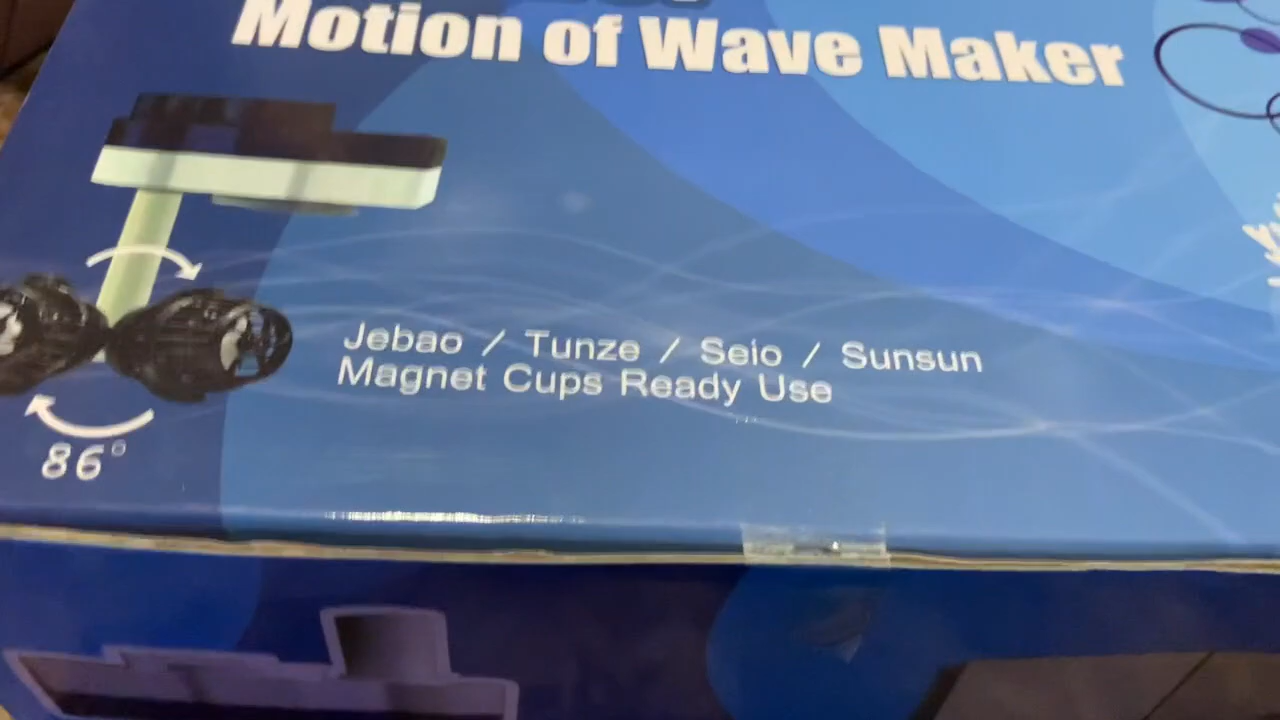 Motion of Wave Maker
Jebao / Tunze / Seio / Sunsun
Magnet Cups Ready Use
86°